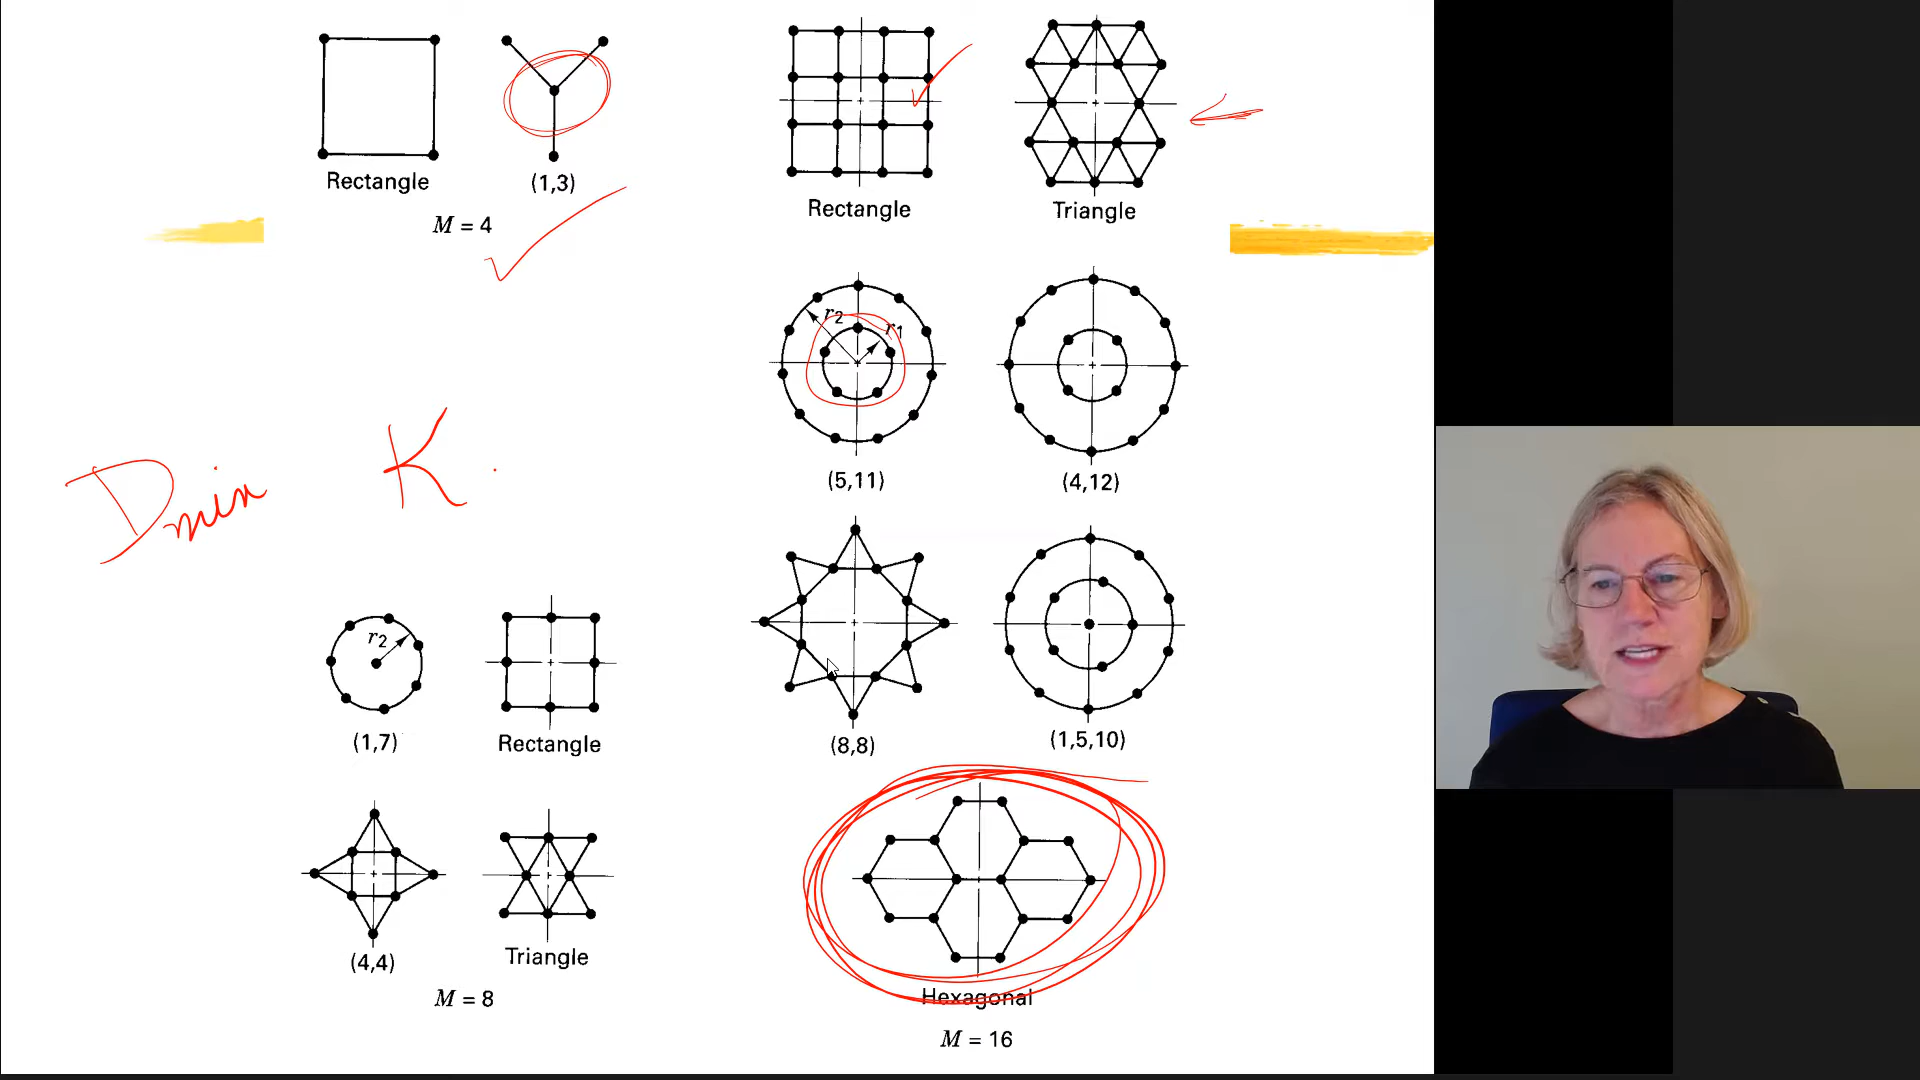 Rectangle
(1,3)
M = 4
Rectangle
Triangle
r2
r1
(5,11)
(4,12)
Dmin
K
r2
(1,7)
Rectangle
(8,8)
(1,5,10)
(4,4)
Triangle
M = 8
Hexagonal
M = 16